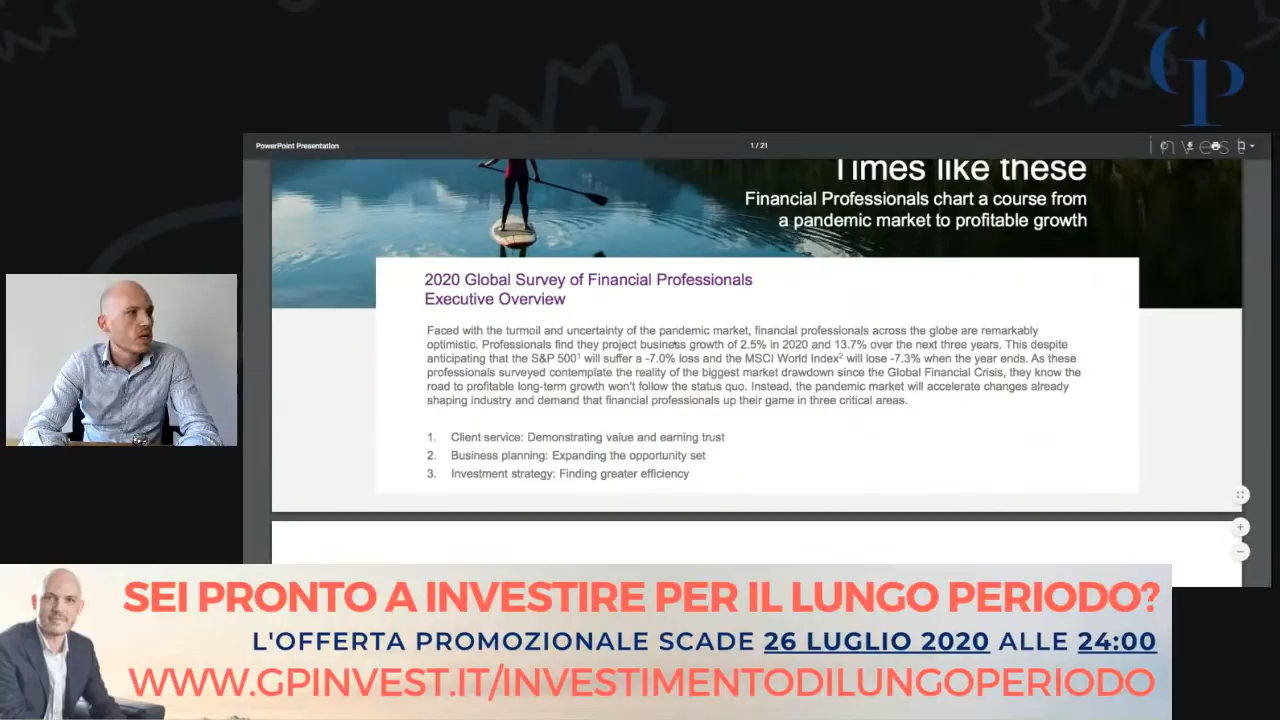 GP
invest
PowerPoint Presentation
1 / 21
Times like these
Financial Professionals chart a course from
a pandemic market to profitable growth
2020 Global Survey of Financial Professionals
Executive Overview
Faced with the turmoil and uncertainty of the pandemic market, financial professionals across the globe are remarkably
optimistic. Professionals find they project business growth of 2.5% in 2020 and 13.7% over the next three years. This despite
anticipating that the S&P 500¹ will suffer a -7.0% loss and the MSCI World Index² will lose -7.3% when the year ends. As these
professionals surveyed contemplate the reality of the biggest market drawdown since the Global Financial Crisis, they know the
road to profitable long-term growth won't follow the status quo. Instead, the pandemic market will accelerate changes already
shaping industry and demand that financial professionals up their game in three critical areas.
1. Client service: Demonstrating value and earning trust
2. Business planning: Expanding the opportunity set
3. Investment strategy: Finding greater efficiency
SEI PRONTO A INVESTIRE PER IL LUNGO PERIODO?
L'OFFERTA PROMOZIONALE SCADE 26 LUGLIO 2020 ALLE 24:00
WWW.GPINVEST.IT/INVESTIMENTODILUNGOPERIODO